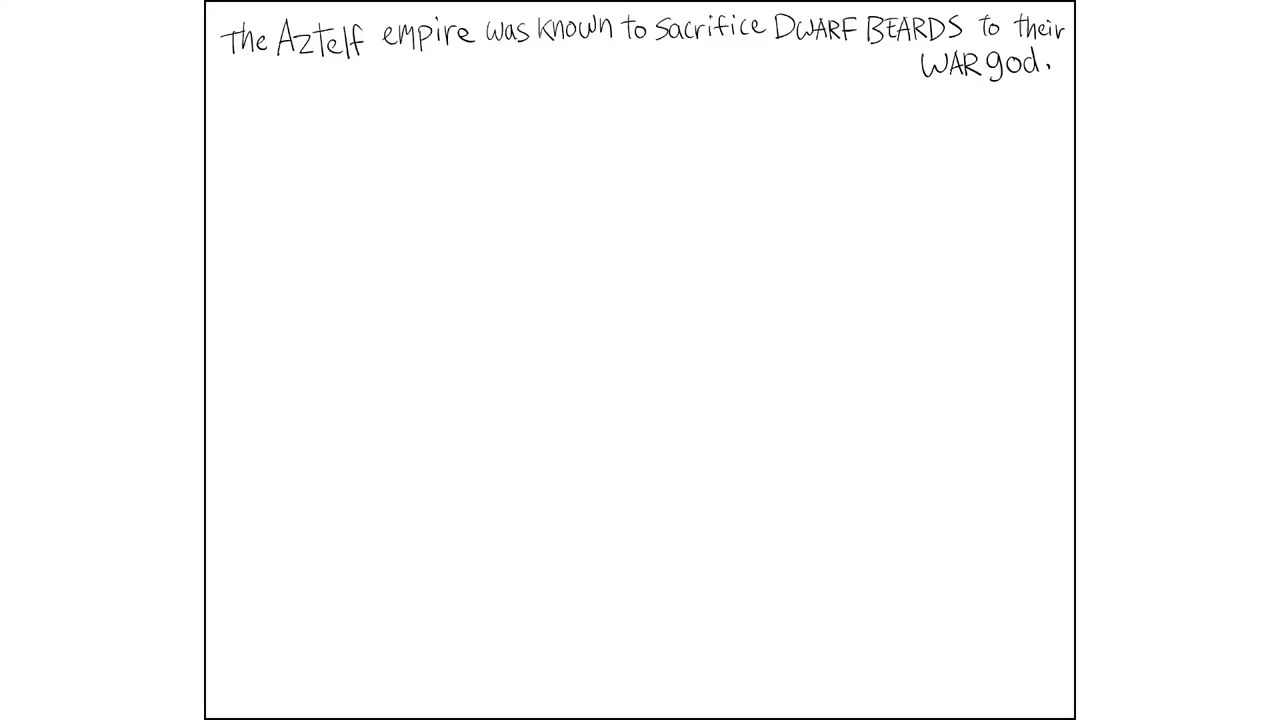 The Aztelf empire was known to sacrifice DWARF BEARDS to their
WAR god.